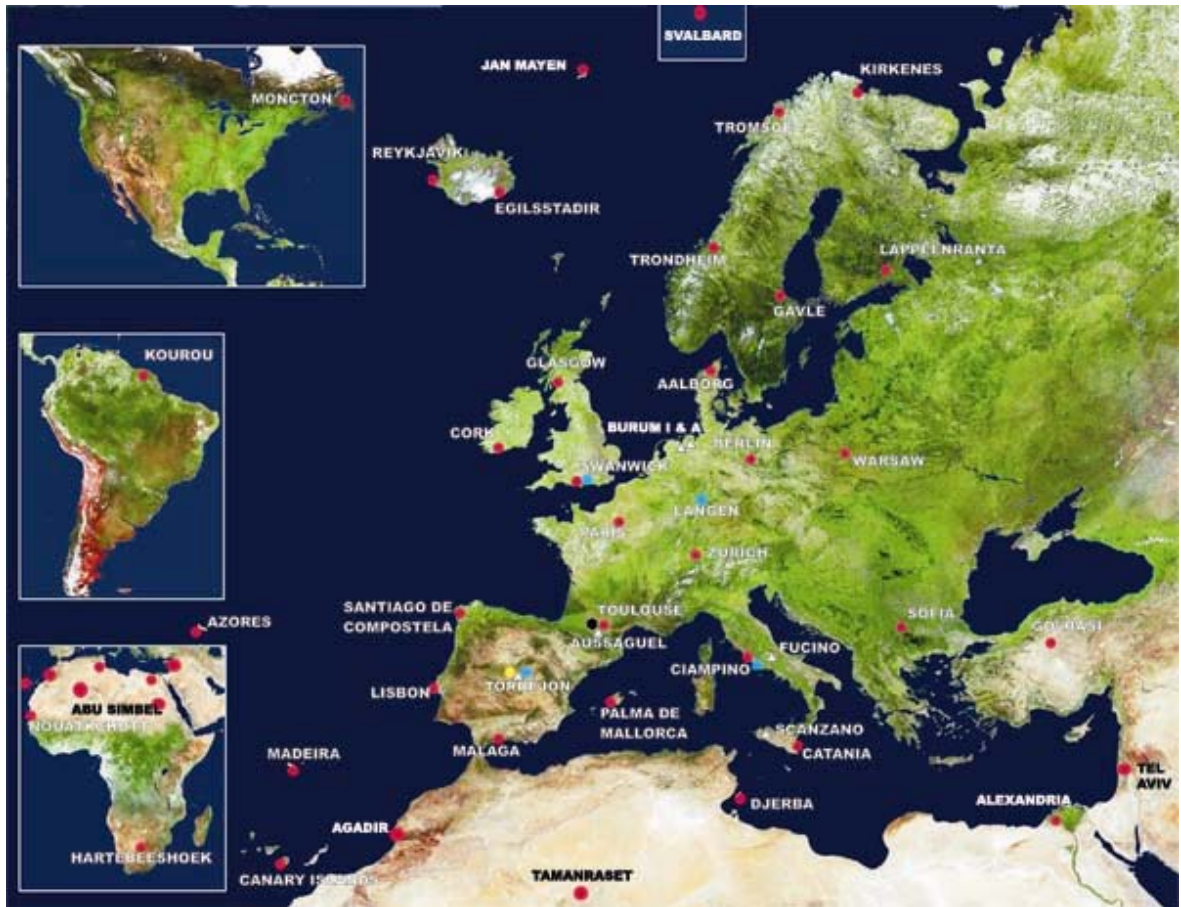 SVALBARD
JAN MAYEN
KIRKENES
MONCTON
TROMSOE
REYKJAVIK
EGILSSTADIR
TRONDHEIM
LAPPEENRANTA
GAVLE
KOUROU
GLASGOW
AALBORG
BURUM I & A
CORK
BERLIN
WARSAW
SWANWICK
LANGEN
PARIS
ZURICH
SANTIAGO DE
COMPOSTELA
TOULOUSE
AUSSAGUEL
SOFIA
GOLBASI
AZORES
FUCINO
CIAMPINO
LISBON
TORREJON
ABU SIMBEL
NOUATKCHOTT
PALMA DE
MALLORCA
SCANZANO
CATANIA
MALAGA
MADEIRA
TEL
AVIV
DJERBA
ALEXANDRIA
AGADIR
HARTEBEESHOEK
CANARY ISLANDS
TAMANRASET